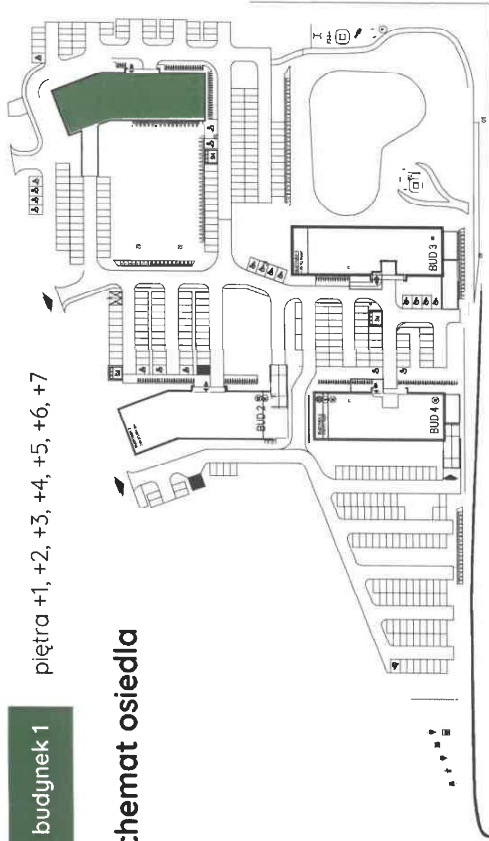 budynek 1
piętra +1, +2, +3, +4, +5, +6, +7
chemat osiedla
BUD 2
BUD 3
BUD 4